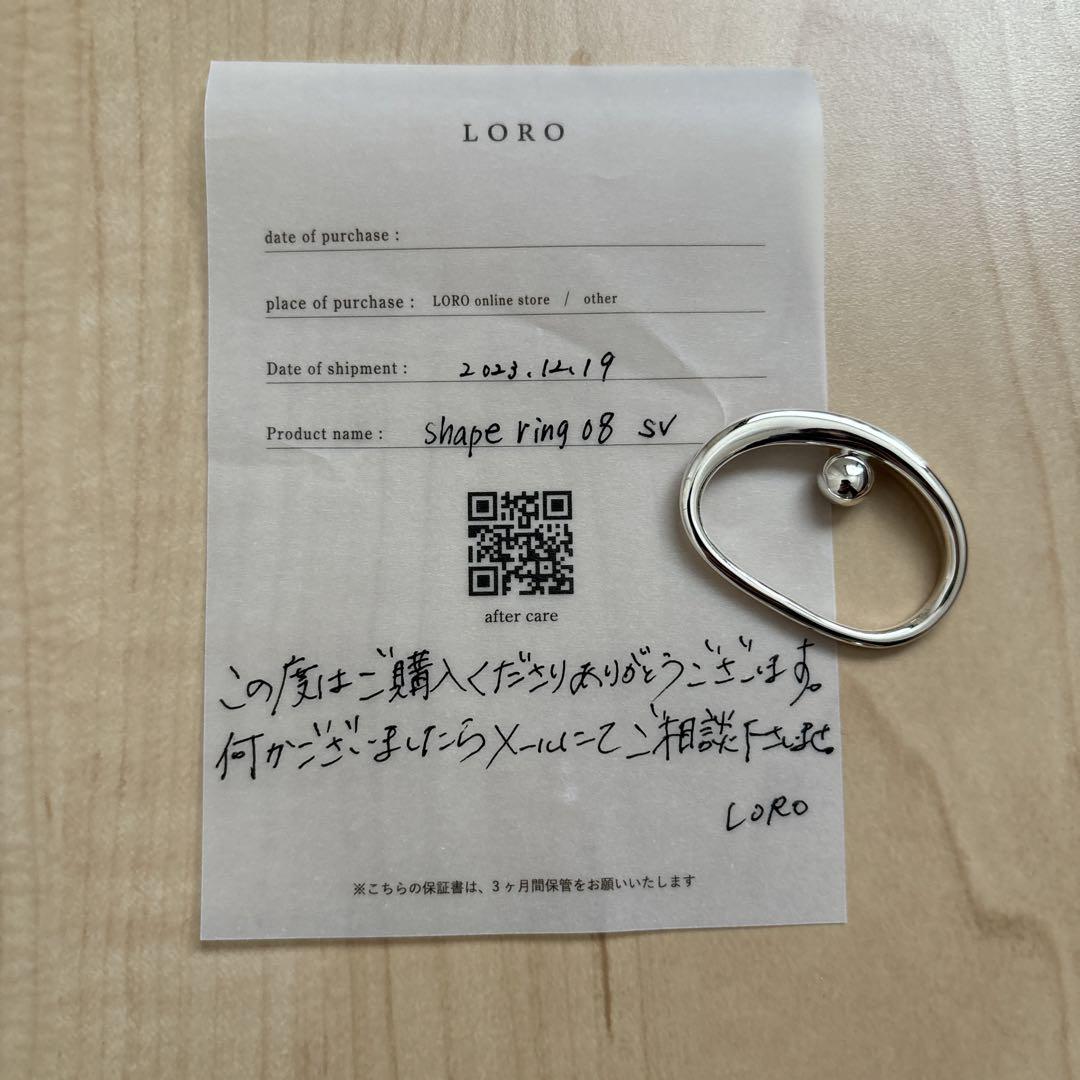 LORO
date of purchase :
place of purchase : LORO online store / other
Date of shipment : 2023.12.19
Product name : shape ring 08 sv
after care
この度はご購入くださりありがとうございます。
何かございましたらメールにてご相談下さいませ。
LORO
※こちらの保証書は、3ヶ月間保管をお願いいたします